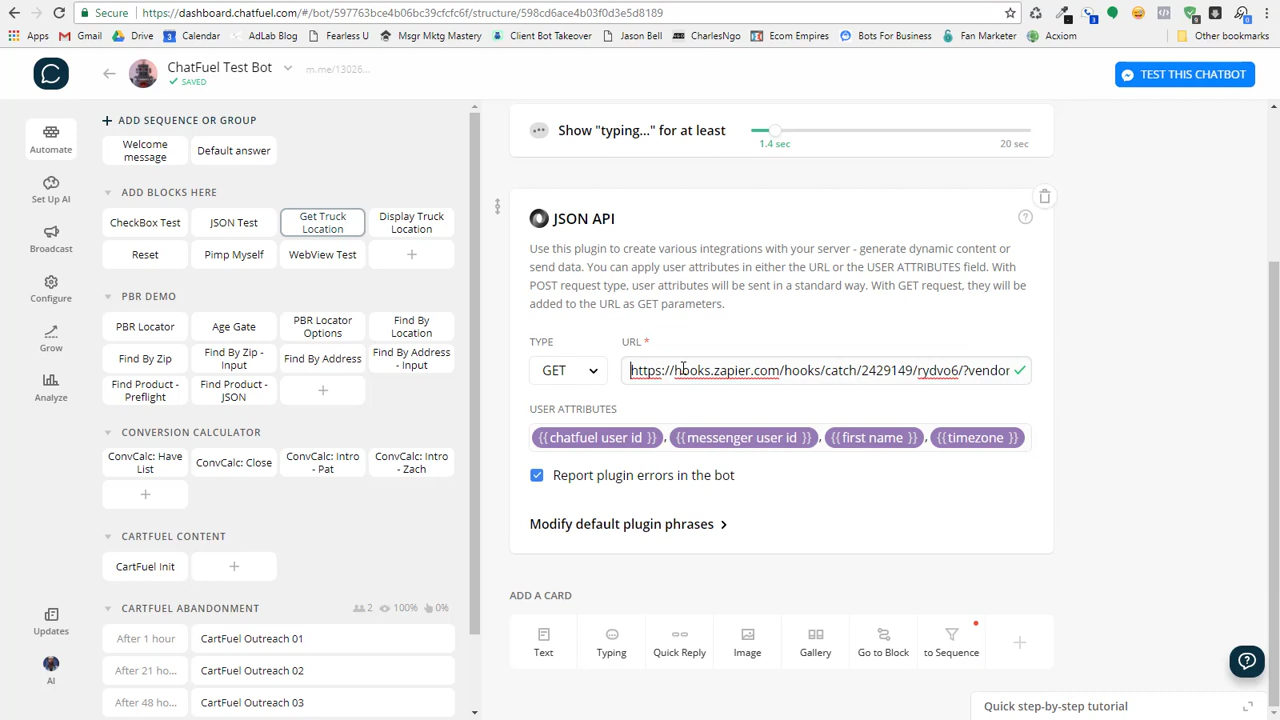 Secure
https://dashboard.chatfuel.com/#/bot/597763bce4b06bc39cfcfc6f/structure/598cd6ace4b03f0d3e5d8189
3
9
Apps
Gmail
Drive
3 Calendar
AdLab Blog
Fearless U
Msgr Mktg Mastery
Client Bot Takeover
Jason Bell
CharlesNgo
Ecom Empires
Bots For Business
Fan Marketer
Acxiom
Other bookmarks
ChatFuel Test Bot
SAVED
m.me/13026...
TEST THIS CHATBOT
Automate
Set Up AI
Broadcast
Configure
Grow
Analyze
Updates
AI
+ ADD SEQUENCE OR GROUP
Welcome
message
Default answer
ADD BLOCKS HERE
CheckBox Test
JSON Test
Get Truck
Location
Display Truck
Location
Reset
Pimp Myself
WebView Test
+
PBR DEMO
PBR Locator
Age Gate
PBR Locator
Options
Find By
Location
Find By Zip
Find By Zip -
Input
Find By Address
Find By Address
- Input
Find Product -
Preflight
Find Product -
JSON
+
CONVERSION CALCULATOR
ConvCalc: Have
List
ConvCalc: Close
ConvCalc: Intro
- Pat
ConvCalc: Intro
- Zach
+
CARTFUEL CONTENT
CartFuel Init
+
CARTFUEL ABANDONMENT
2
100%
0%
After 1 hour
CartFuel Outreach 01
After 21 ho...
CartFuel Outreach 02
After 48 ho...
CartFuel Outreach 03
Show "typing..." for at least
1.4 sec
20 sec
JSON API
?
Use this plugin to create various integrations with your server - generate dynamic content or
send data. You can apply user attributes in either the URL or the USER ATTRIBUTES field. With
POST request type, user attributes will be sent in a standard way. With GET request, they will be
added to the URL as GET parameters.
TYPE
URL *
GET
https://hooks.zapier.com/hooks/catch/2429149/rydvo6/?vendor
USER ATTRIBUTES
{{chatfuel user id }}, {{messenger user id }}, {{first name }}, {{timezone }}
Report plugin errors in the bot
Modify default plugin phrases >
ADD A CARD
Text
Typing
Quick Reply
Image
Gallery
Go to Block
to Sequence
+
?
Quick step-by-step tutorial